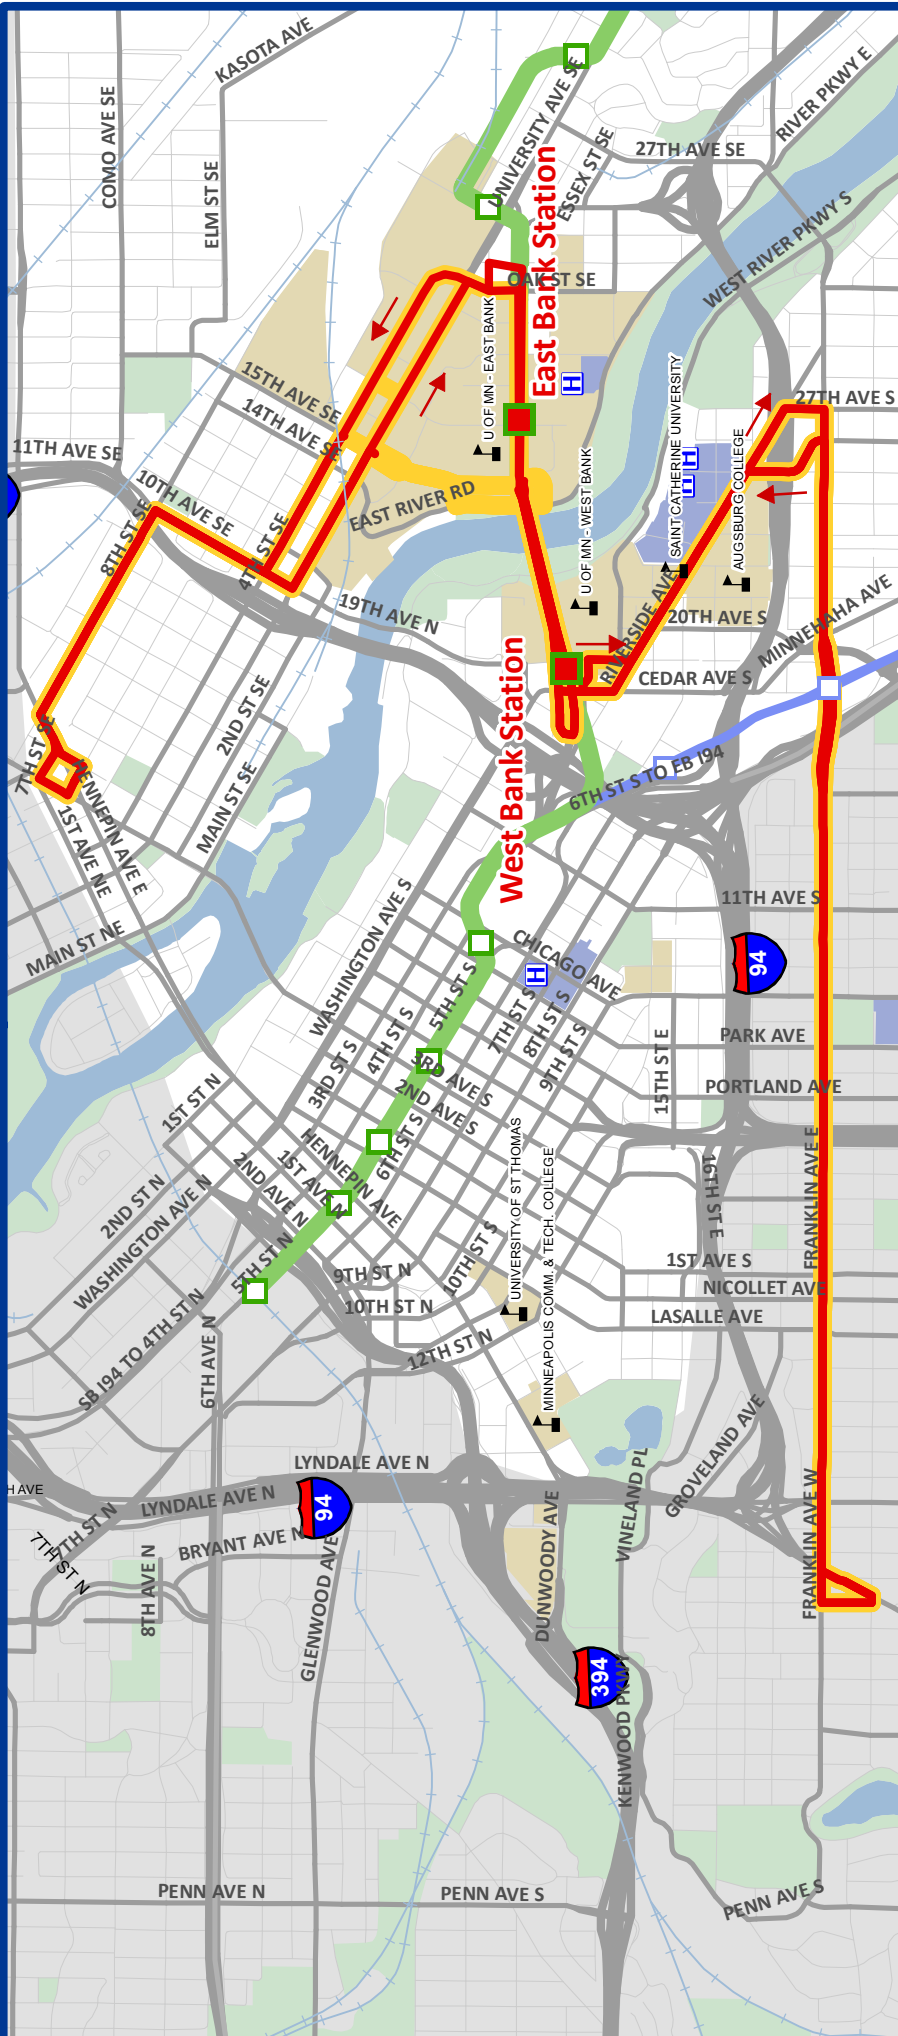 KASOTA AVE
COMO AVE SE
ELM ST SE
UNIVERSITY AVE SE
ESSEX ST SE
27TH AVE SE
RIVER PKWY E
WEST RIVER PKWY S
East Bank Station
OAK ST SE
U OF MN - EAST BANK
H
15TH AVE SE
14TH AVE SE
11TH AVE SE
10TH AVE SE
8TH ST SE
4TH ST SE
EAST RIVER RD
27TH AVE S
SAINT CATHERINE UNIVERSITY
H
H
AUGSBURG COLLEGE
U OF MN - WEST BANK
RIVERSIDE AVE
20TH AVE S
MINNEHAHA AVE
CEDAR AVE S
19TH AVE N
West Bank Station
2ND ST SE
MAIN ST SE
7TH ST SE
HENNEPIN AVE E
1ST AVE NE
MAIN ST NE
6TH ST S TO EB I94
11TH AVE S
94
WASHINGTON AVE S
CHICAGO AVE
H
5TH ST S
4TH ST S
3RD ST S
7TH ST S
8TH ST S
9TH ST S
3RD AVE S
2ND AVE S
6TH ST S
15TH ST E
PARK AVE
PORTLAND AVE
1ST ST N
2ND ST N
WASHINGTON AVE N
HENNEPIN AVE
1ST AVE N
2ND AVE N
5TH ST N
UNIVERSITY OF ST THOMAS
MINNEAPOLIS COMM. & TECH. COLLEGE
16TH ST E
FRANKLIN AVE E
1ST AVE S
NICOLLET AVE
LASALLE AVE
9TH ST N
10TH ST N
10TH ST S
12TH ST N
SB I94 TO 4TH ST N
6TH AVE N
LYNDALE AVE N
LYNDALE AVE N
94
H AVE
7TH ST N
7TH ST N
BRYANT AVE N
8TH AVE N
GLENWOOD AVE
DUNWOODY AVE
VINELAND PL
GROVELAND AVE
FRANKLIN AVE W
394
KENWOOD PKWY
PENN AVE N
PENN AVE S
PENN AVE S